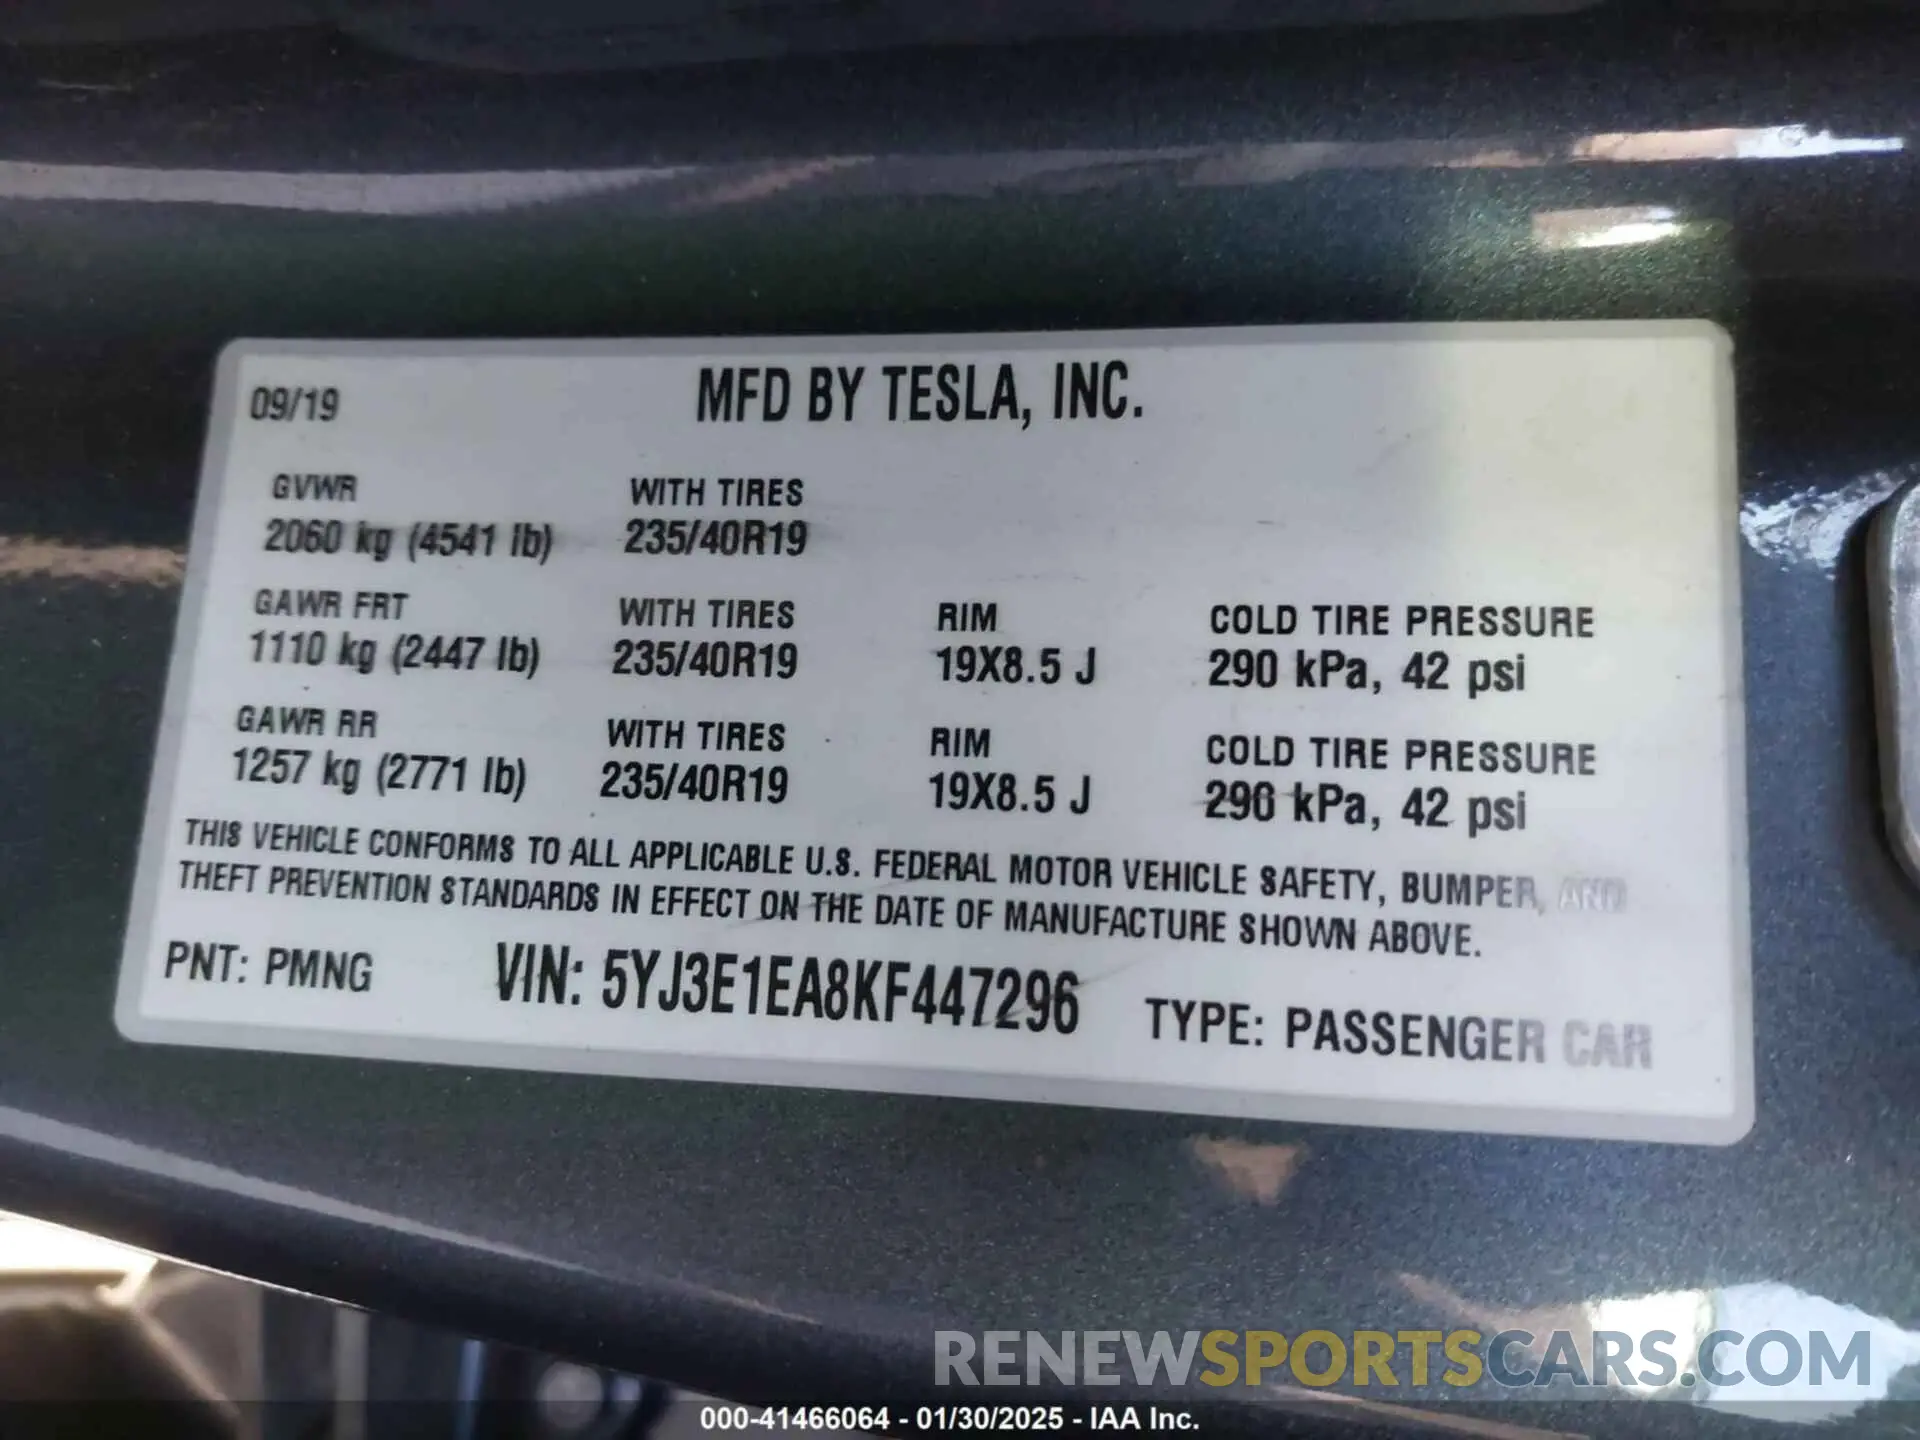 09/19 MFD BY TESLA, INC.
GVWR WITH TIRES
2060 kg (4541 lb) 235/40R19
GAWR FRT WITH TIRES RIM COLD TIRE PRESSURE
1110 kg (2447 lb) 235/40R19 19X8.5 J 290 kPa, 42 psi
GAWR RR WITH TIRES RIM COLD TIRE PRESSURE
1257 kg (2771 lb) 235/40R19 19X8.5 J 290 kPa, 42 psi
THIS VEHICLE CONFORMS TO ALL APPLICABLE U.S. FEDERAL MOTOR VEHICLE SAFETY, BUMPER, AND
THEFT PREVENTION STANDARDS IN EFFECT ON THE DATE OF MANUFACTURE SHOWN ABOVE.
PNT: PMNG VIN: 5YJ3E1EA8KF447296 TYPE: PASSENGER CAR
RENEWSPORTSCARS.COM
000-41466064 - 01/30/2025 - IAA Inc.